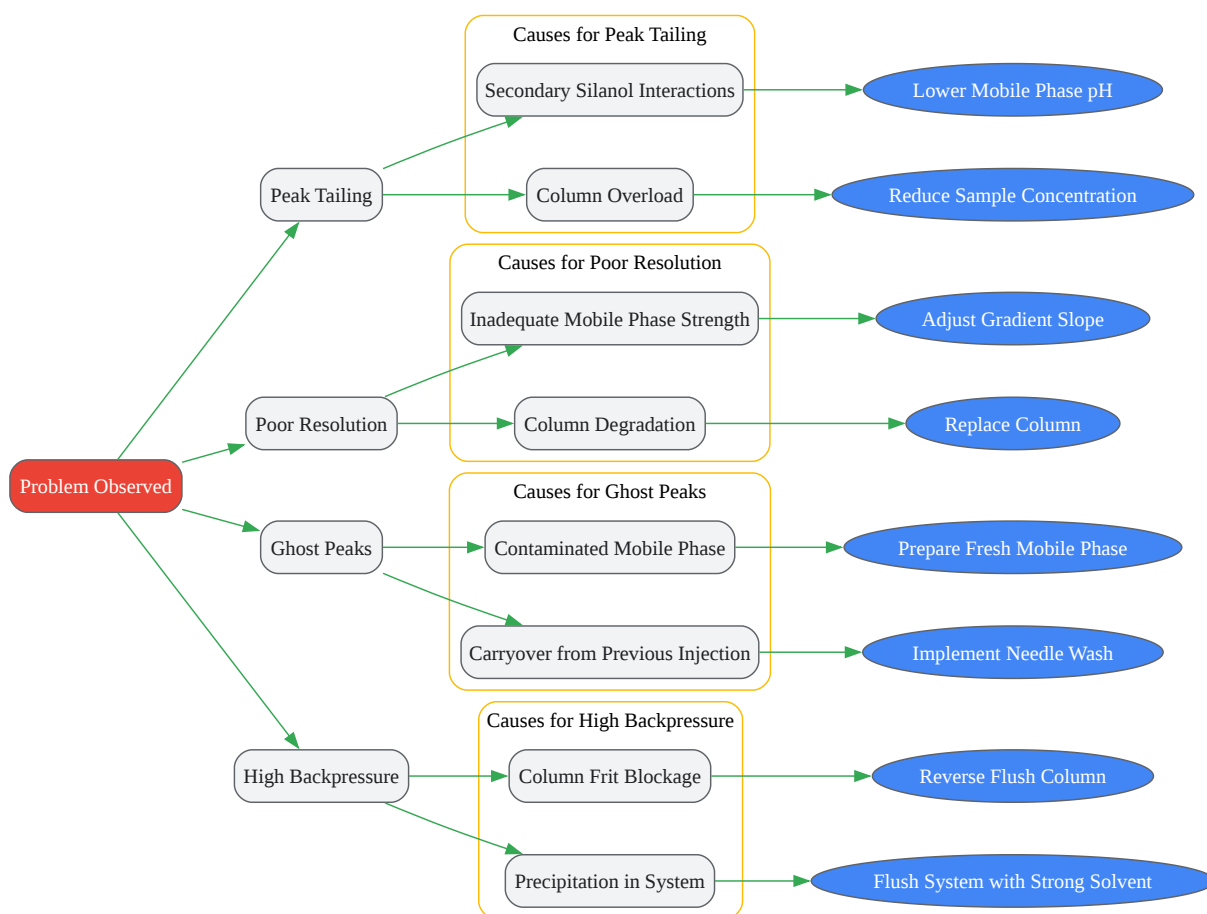 Problem Observed
Peak Tailing
Causes for Peak Tailing
Secondary Silanol Interactions
Lower Mobile Phase pH
Column Overload
Reduce Sample Concentration
Poor Resolution
Causes for Poor Resolution
Inadequate Mobile Phase Strength
Adjust Gradient Slope
Column Degradation
Replace Column
Ghost Peaks
Causes for Ghost Peaks
Contaminated Mobile Phase
Prepare Fresh Mobile Phase
Carryover from Previous Injection
Implement Needle Wash
High Backpressure
Causes for High Backpressure
Column Frit Blockage
Reverse Flush Column
Precipitation in System
Flush System with Strong Solvent